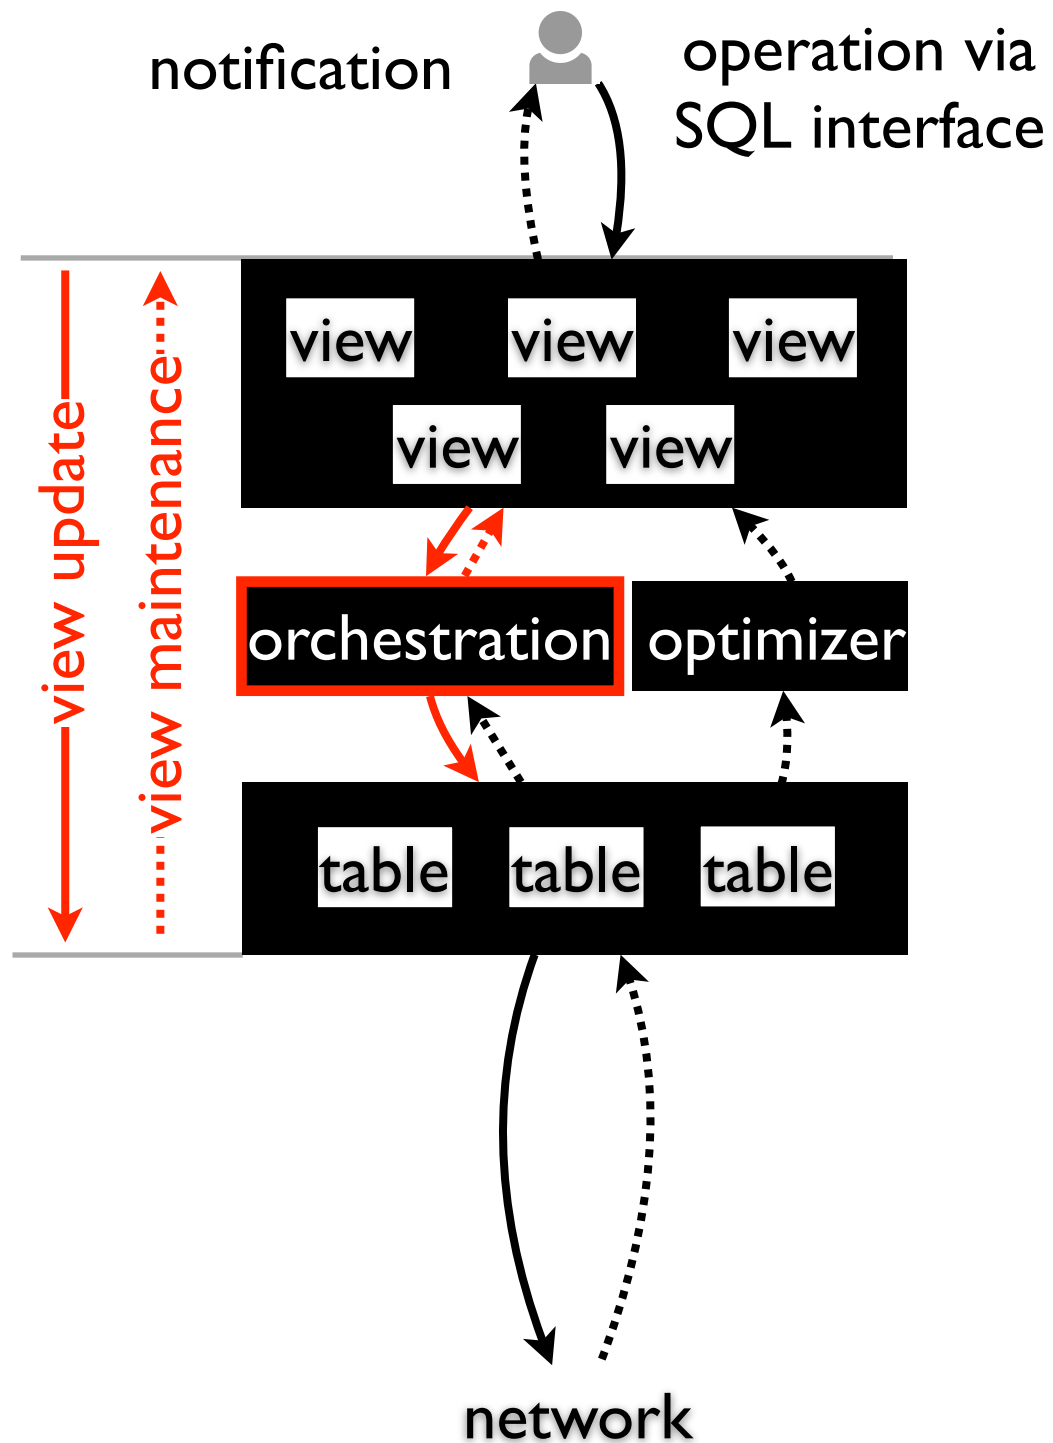 notification
operation via
SQL interface
view update
view maintenance
view view view
view view
orchestration
optimizer
table table table
network